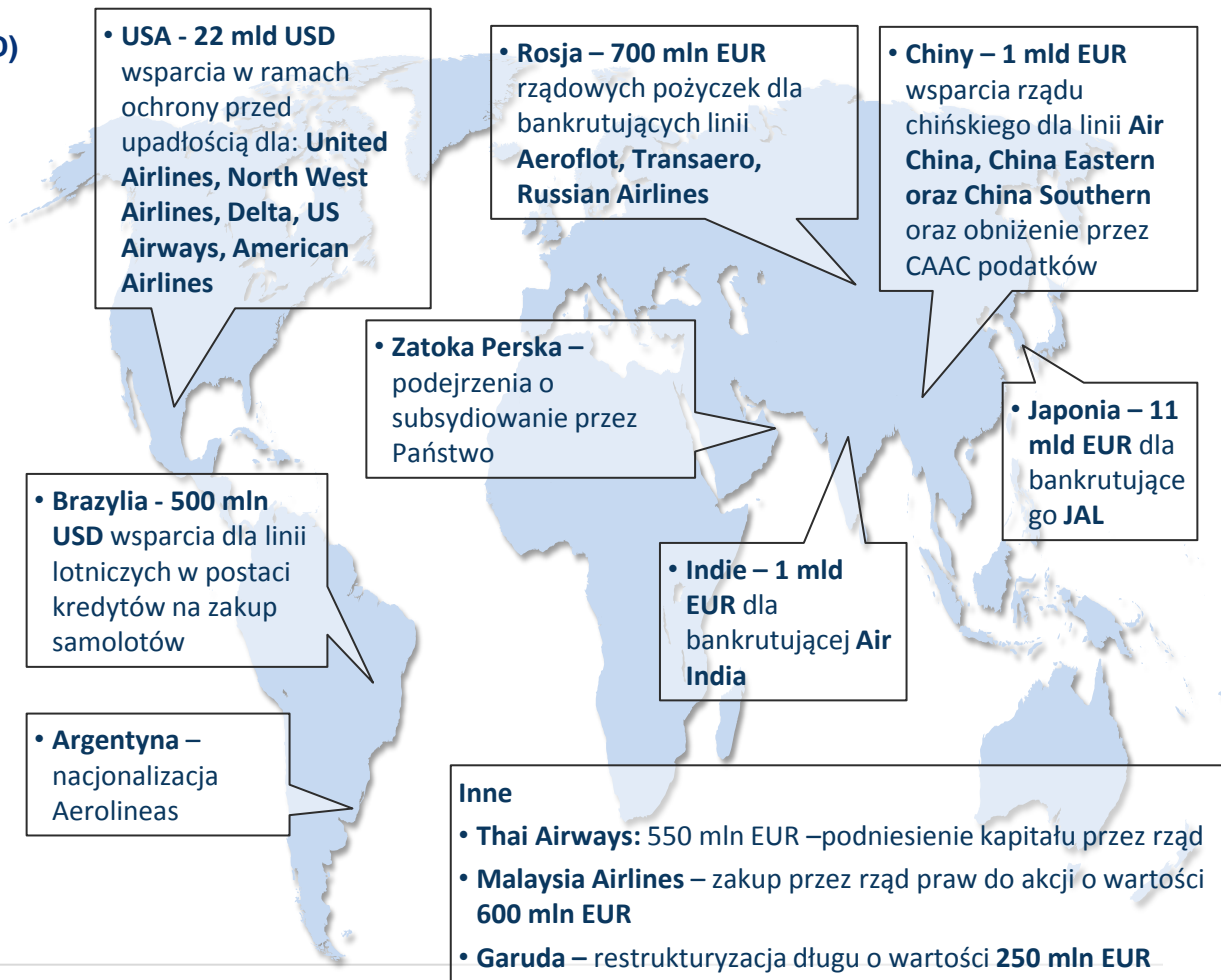 D)
• USA - 22 mld USD
wsparcia w ramach
ochrony przed
upadłością dla: United
Airlines, North West
Airlines, Delta, US
Airways, American
Airlines
• Rosja – 700 mln EUR
rządowych pożyczek dla
bankrutujących linii
Aeroflot, Transaero,
Russian Airlines
• Chiny – 1 mld EUR
wsparcia rządu
chińskiego dla linii Air
China, China Eastern
oraz China Southern
oraz obniżenie przez
CAAC podatków
• Zatoka Perska –
podejrzenia o
subsydiowanie przez
Państwo
• Japonia – 11
mld EUR dla
bankrutujące
go JAL
• Brazylia - 500 mln
USD wsparcia dla linii
lotniczych w postaci
kredytów na zakup
samolotów
• Indie – 1 mld
EUR dla
bankrutującej Air
India
• Argentyna –
nacjonalizacja
Aerolineas
Inne
• Thai Airways: 550 mln EUR –podniesienie kapitału przez rząd
• Malaysia Airlines – zakup przez rząd praw do akcji o wartości
600 mln EUR
• Garuda – restrukturyzacja długu o wartości 250 mln EUR